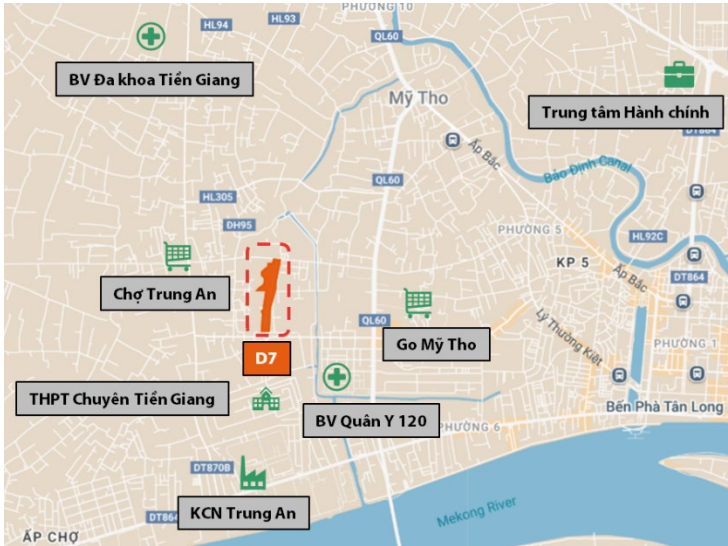 PHƯỜNG 10
HL94
HL93
QL60
BV Đa khoa Tiền Giang
Mỹ Tho
Trung tâm Hành chính
DT864
Ấp Bắc
Bảo Định Canal
QL60
HL305
DH95
PHƯỜNG 5
HL92C
KP 5
Ấp Bắc
DT864
Chợ Trung An
QL60
Go Mỹ Tho
Lý Thường Kiệt
PHƯỜNG 1
D7
THPT Chuyên Tiền Giang
BV Quân Y 120
PHƯỜNG 6
Bến Phà Tân Long
DT870B
KCN Trung An
DT864
Mekong River
ẤP CHỢ